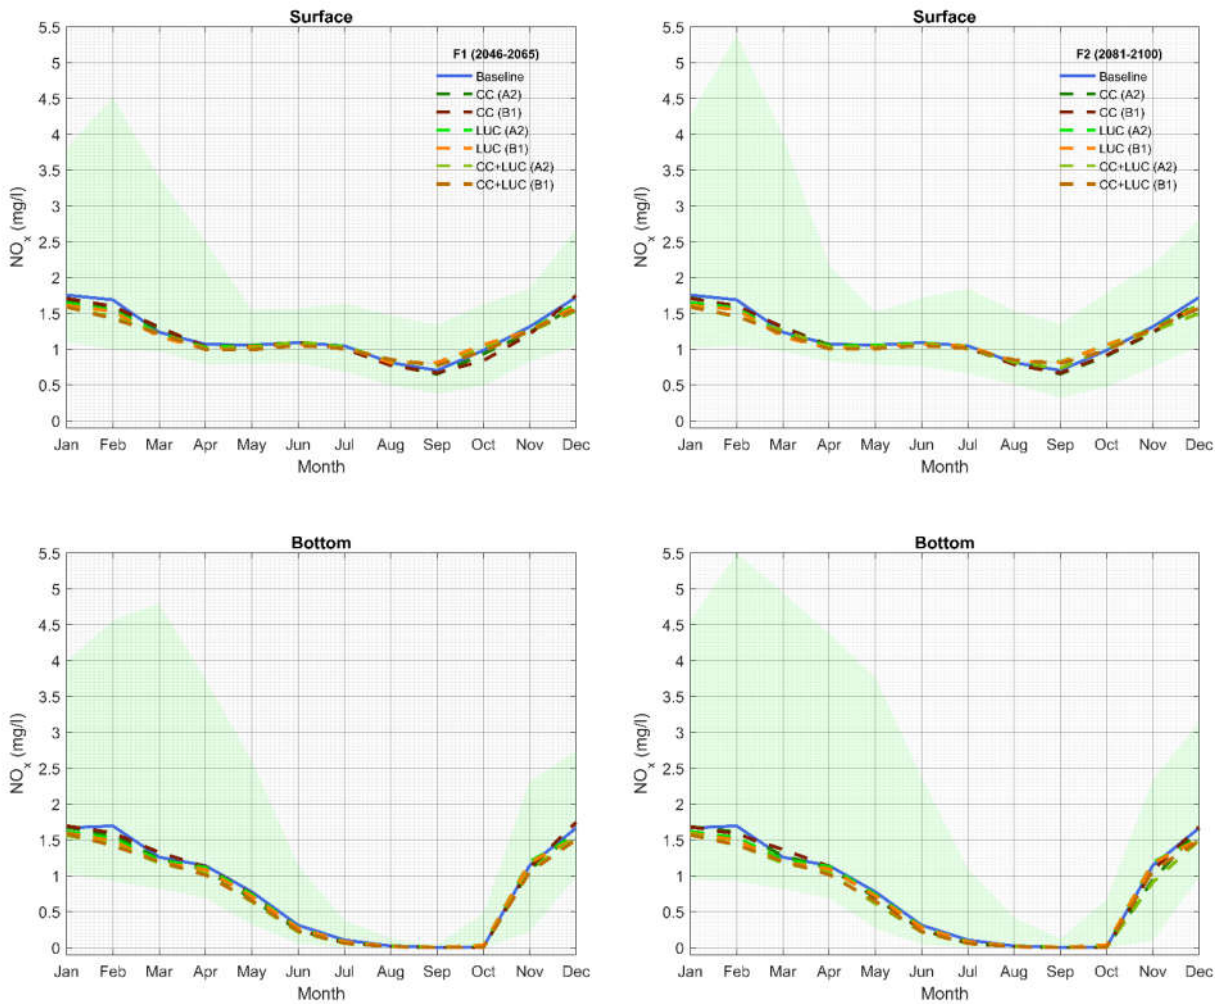 Surface
5.5
5
4.5
4
3.5
3
2.5
2
1.5
1
0.5
0
NOx (mg/l)
F1 (2046-2065)
Baseline
CC (A2)
CC (B1)
LUC (A2)
LUC (B1)
CC+LUC (A2)
CC+LUC (B1)
Jan Feb Mar Apr May Jun Jul Aug Sep Oct Nov Dec
Month
Surface
5.5
5
4.5
4
3.5
3
2.5
2
1.5
1
0.5
0
NOx (mg/l)
F2 (2081-2100)
Baseline
CC (A2)
CC (B1)
LUC (A2)
LUC (B1)
CC+LUC (A2)
CC+LUC (B1)
Jan Feb Mar Apr May Jun Jul Aug Sep Oct Nov Dec
Month
Bottom
5.5
5
4.5
4
3.5
3
2.5
2
1.5
1
0.5
0
NOx (mg/l)
Jan Feb Mar Apr May Jun Jul Aug Sep Oct Nov Dec
Month
Bottom
5.5
5
4.5
4
3.5
3
2.5
2
1.5
1
0.5
0
NOx (mg/l)
Jan Feb Mar Apr May Jun Jul Aug Sep Oct Nov Dec
Month